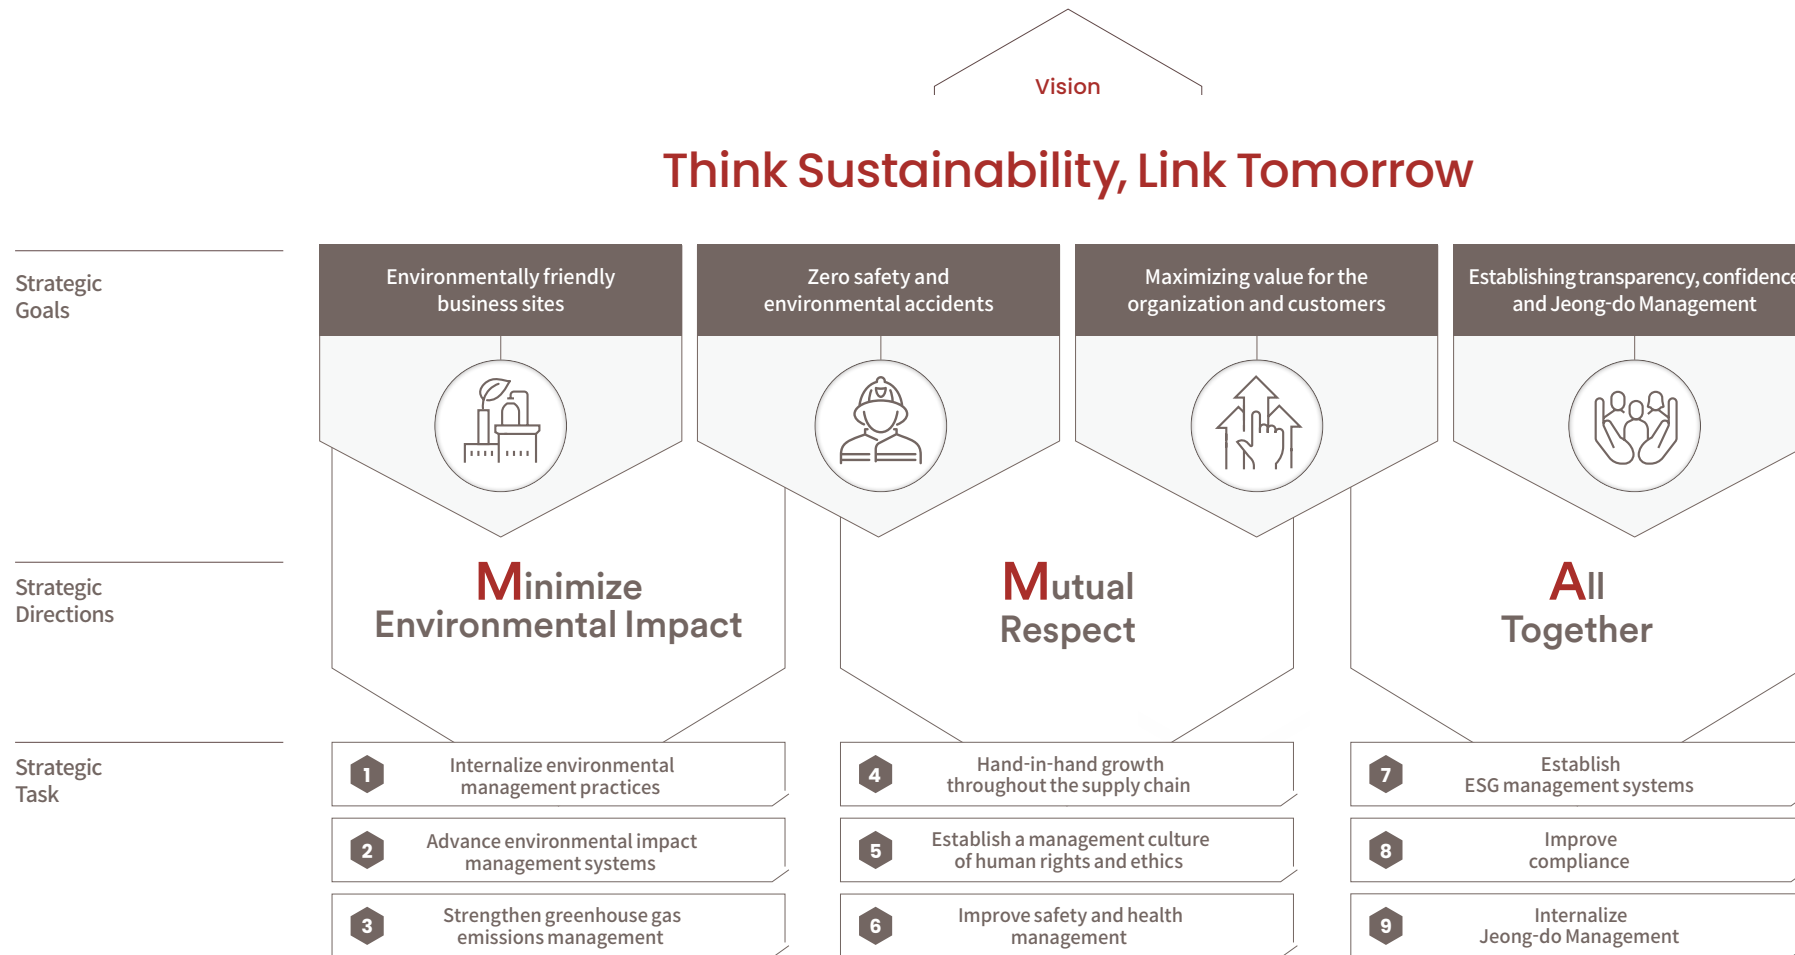 Vision
Think Sustainability, Link Tomorrow
Strategic
Goals
Environmentally friendly
business sites
Zero safety and
environmental accidents
Maximizing value for the
organization and customers
Establishing transparency, confidence
and Jeong-do Management
Strategic
Directions
Minimize
Environmental Impact
Mutual
Respect
All
Together
Strategic
Task
1
Internalize environmental
management practices
4
Hand-in-hand growth
throughout the supply chain
7
Establish
ESG management systems
2
Advance environmental impact
management systems
5
Establish a management culture
of human rights and ethics
8
Improve
compliance
3
Strengthen greenhouse gas
emissions management
6
Improve safety and health
management
9
Internalize
Jeong-do Management